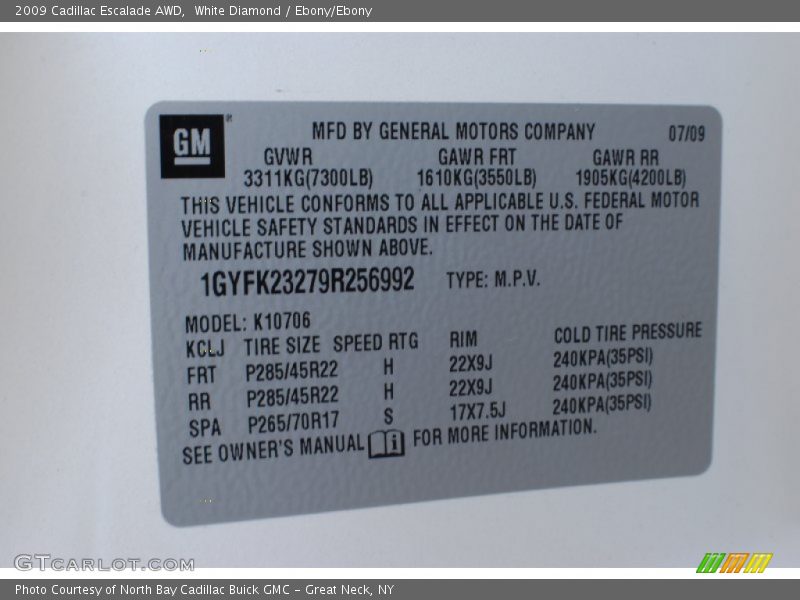 2009 Cadillac Escalade AWD,  White Diamond / Ebony/Ebony
GM®
MFD BY GENERAL MOTORS COMPANY 07/09
GVWR GAWR FRT GAWR RR
3311KG(7300LB) 1610KG(3550LB) 1905KG(4200LB)
THIS VEHICLE CONFORMS TO ALL APPLICABLE U.S. FEDERAL MOTOR
VEHICLE SAFETY STANDARDS IN EFFECT ON THE DATE OF
MANUFACTURE SHOWN ABOVE.
1GYFK23279R256992 TYPE: M.P.V.
MODEL: K10706
KCLJ TIRE SIZE SPEED RTG RIM COLD TIRE PRESSURE
FRT P285/45R22 H 22X9J 240KPA(35PSI)
RR P285/45R22 H 22X9J 240KPA(35PSI)
SPA P265/70R17 S 17X7.5J 240KPA(35PSI)
SEE OWNER'S MANUAL i FOR MORE INFORMATION.
GTCARLOT.COM
Photo Courtesy of North Bay Cadillac Buick GMC - Great Neck, NY